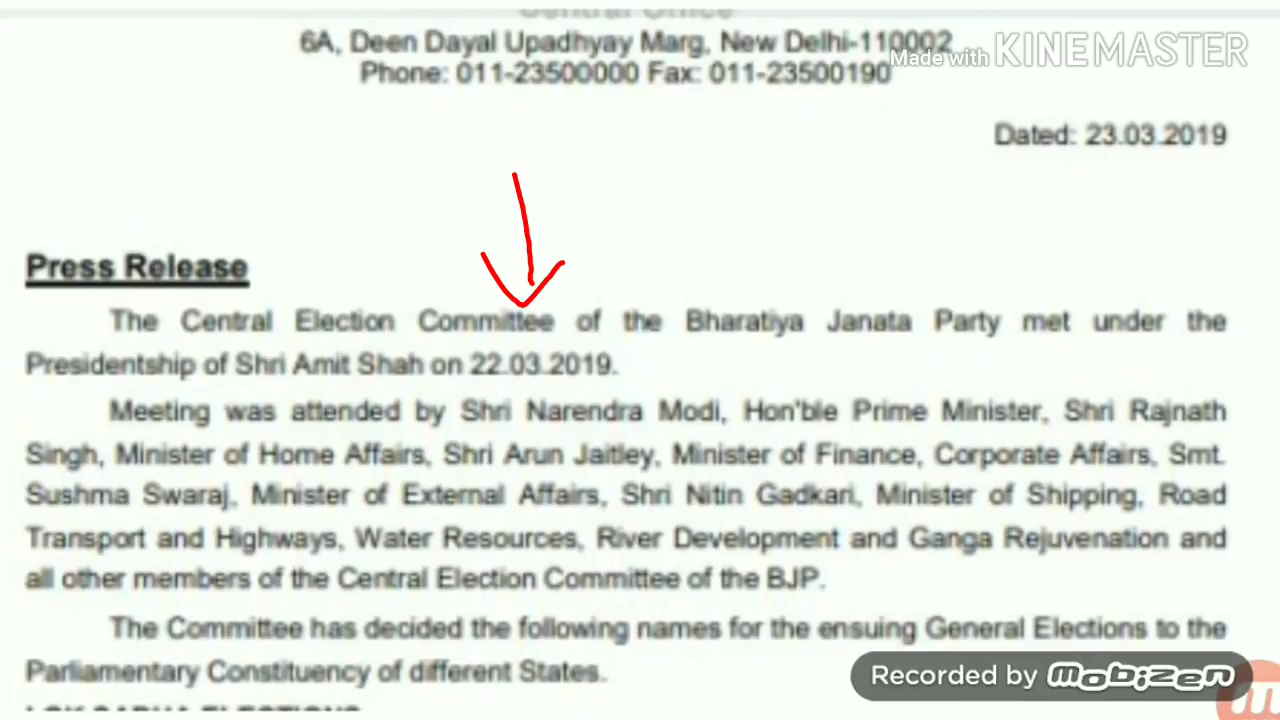 Central Office
6A, Deen Dayal Upadhyay Marg, New Delhi-110002
Made with KINEMASTER
Phone: 011-23500000 Fax: 011-23500190
Dated: 23.03.2019
Press Release
The Central Election Committee of the Bharatiya Janata Party met under the
Presidentship of Shri Amit Shah on 22.03.2019.
Meeting was attended by Shri Narendra Modi, Hon'ble Prime Minister, Shri Rajnath
Singh, Minister of Home Affairs, Shri Arun Jaitley, Minister of Finance, Corporate Affairs, Smt.
Sushma Swaraj, Minister of External Affairs, Shri Nitin Gadkari, Minister of Shipping, Road
Transport and Highways, Water Resources, River Development and Ganga Rejuvenation and
all other members of the Central Election Committee of the BJP.
The Committee has decided the following names for the ensuing General Elections to the
Parliamentary Constituency of different States.
Recorded by mobizen
LOK SABHA ELECTIONS